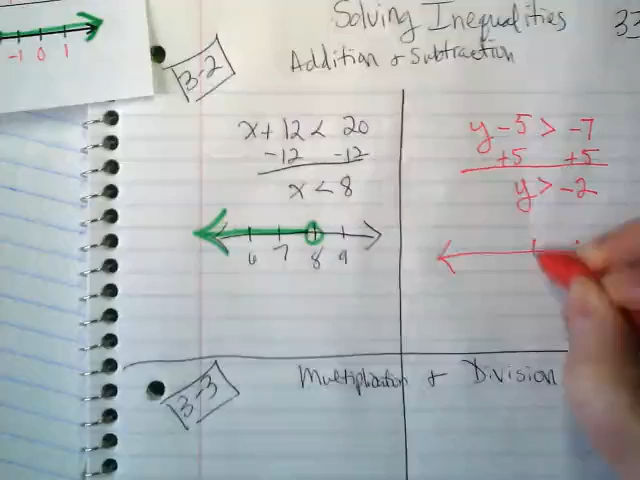 Solving Inequalities 33
Addition & Subtraction
3-2
-1 0 1
x+12 < 20
-12 -12
x < 8
6 7 8 9
y-5 > -7
+5 +5
y > -2
3-3
Multiplication & Division